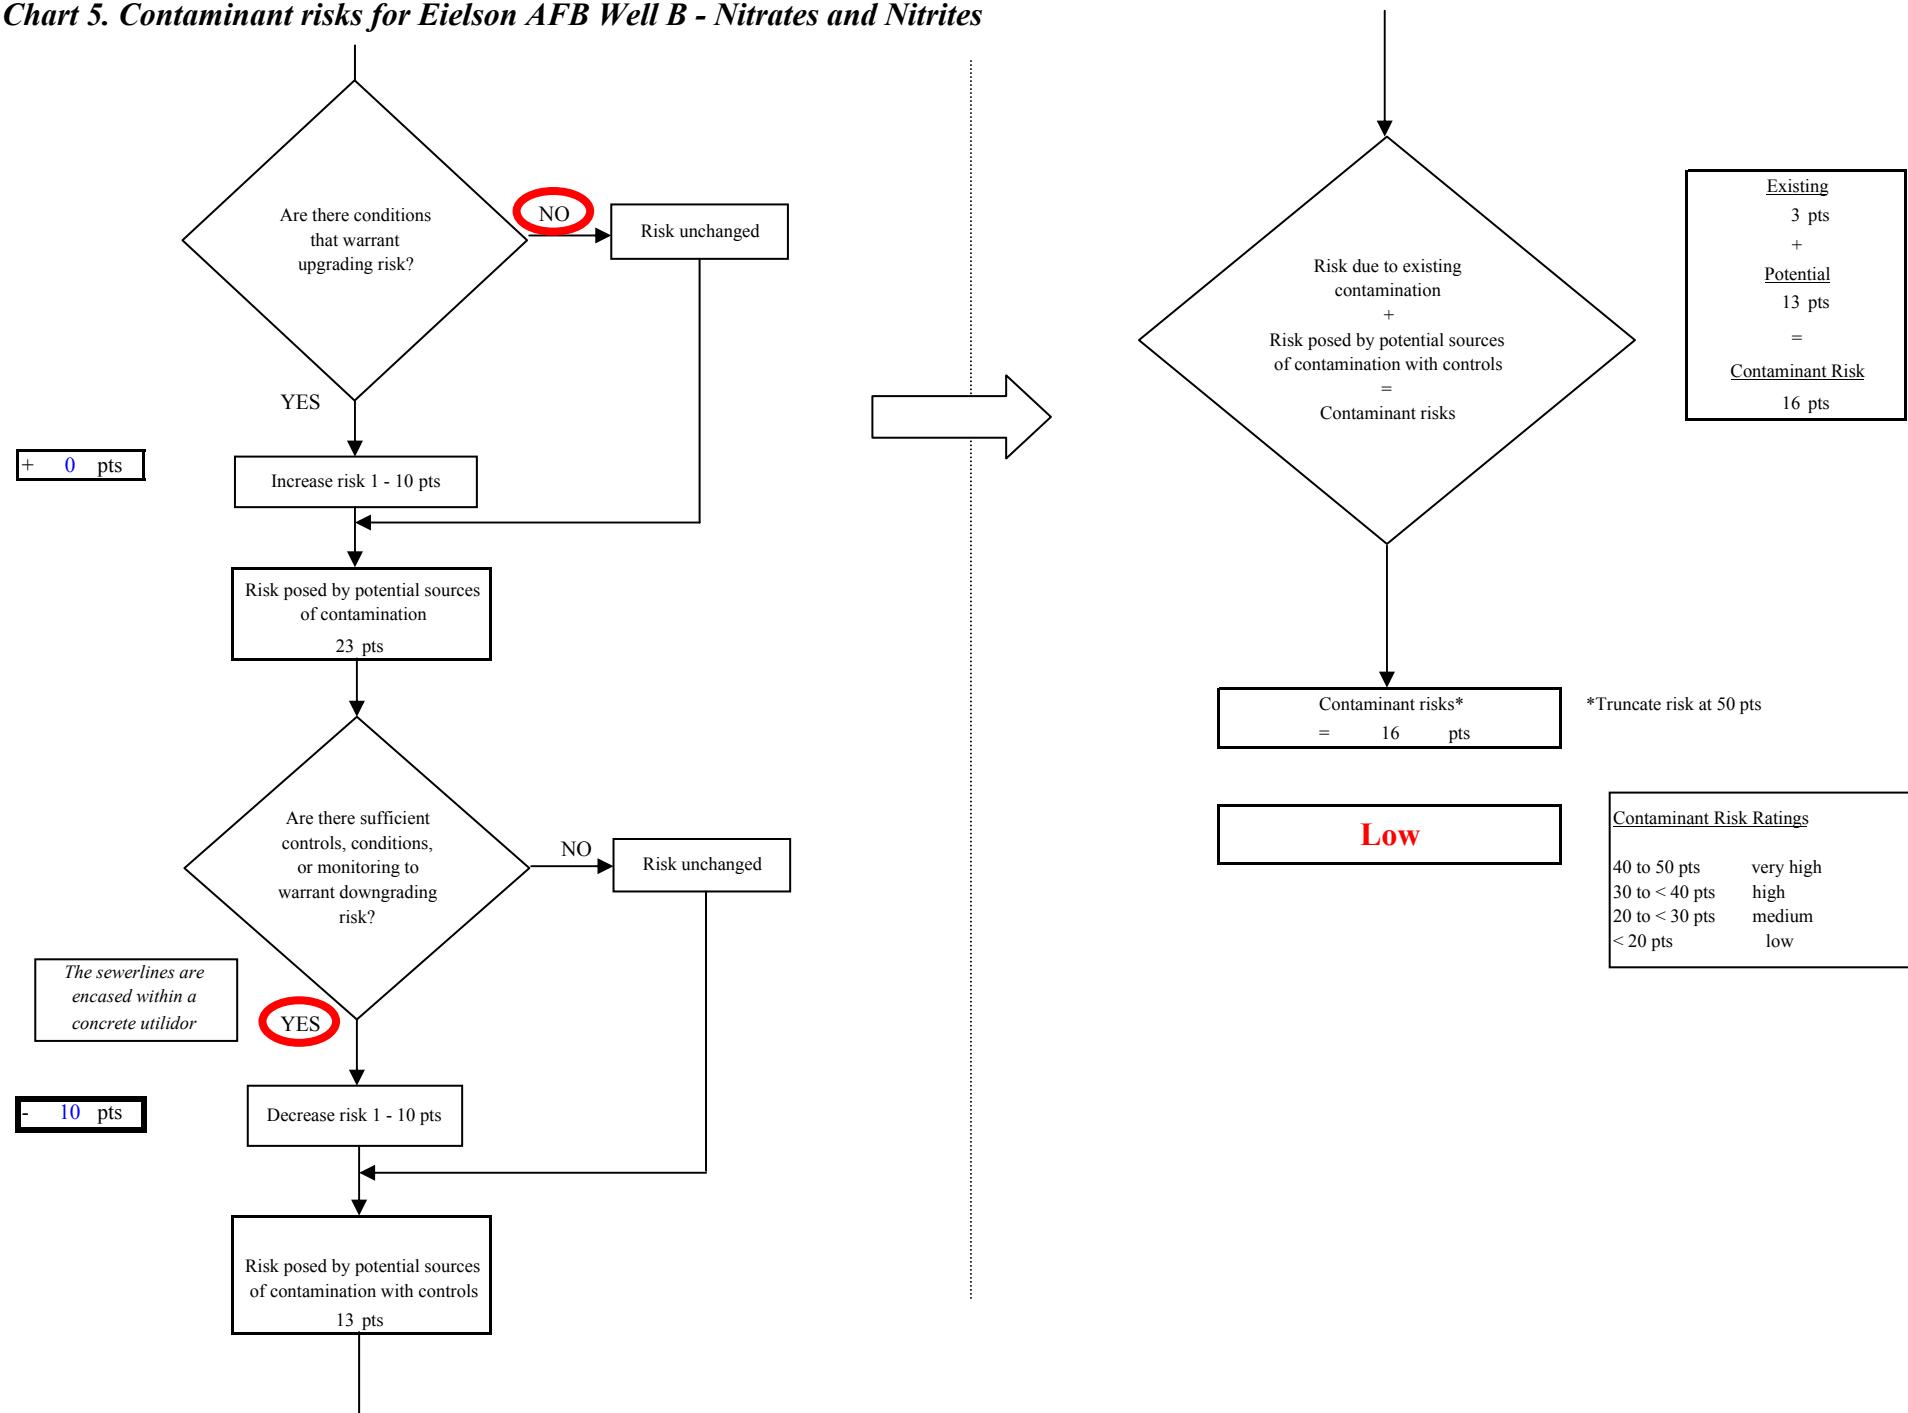 Chart 5. Contaminant risks for Eielson AFB Well B - Nitrates and Nitrites
Are there conditions
that warrant
upgrading risk?
NO
Risk unchanged
YES
+ 0 pts
Increase risk 1 - 10 pts
Risk posed by potential sources
of contamination
23 pts
Are there sufficient
controls, conditions,
or monitoring to
warrant downgrading
risk?
NO
Risk unchanged
The sewerlines are
encased within a
concrete utilidor
YES
- 10 pts
Decrease risk 1 - 10 pts
Risk posed by potential sources
of contamination with controls
13 pts
Risk due to existing
contamination
+
Risk posed by potential sources
of contamination with controls
=
Contaminant risks
Existing
3 pts
+
Potential
13 pts
=
Contaminant Risk
16 pts
Contaminant risks*
= 16 pts
*Truncate risk at 50 pts
Low
Contaminant Risk Ratings
40 to 50 pts very high
30 to < 40 pts high
20 to < 30 pts medium
< 20 pts low